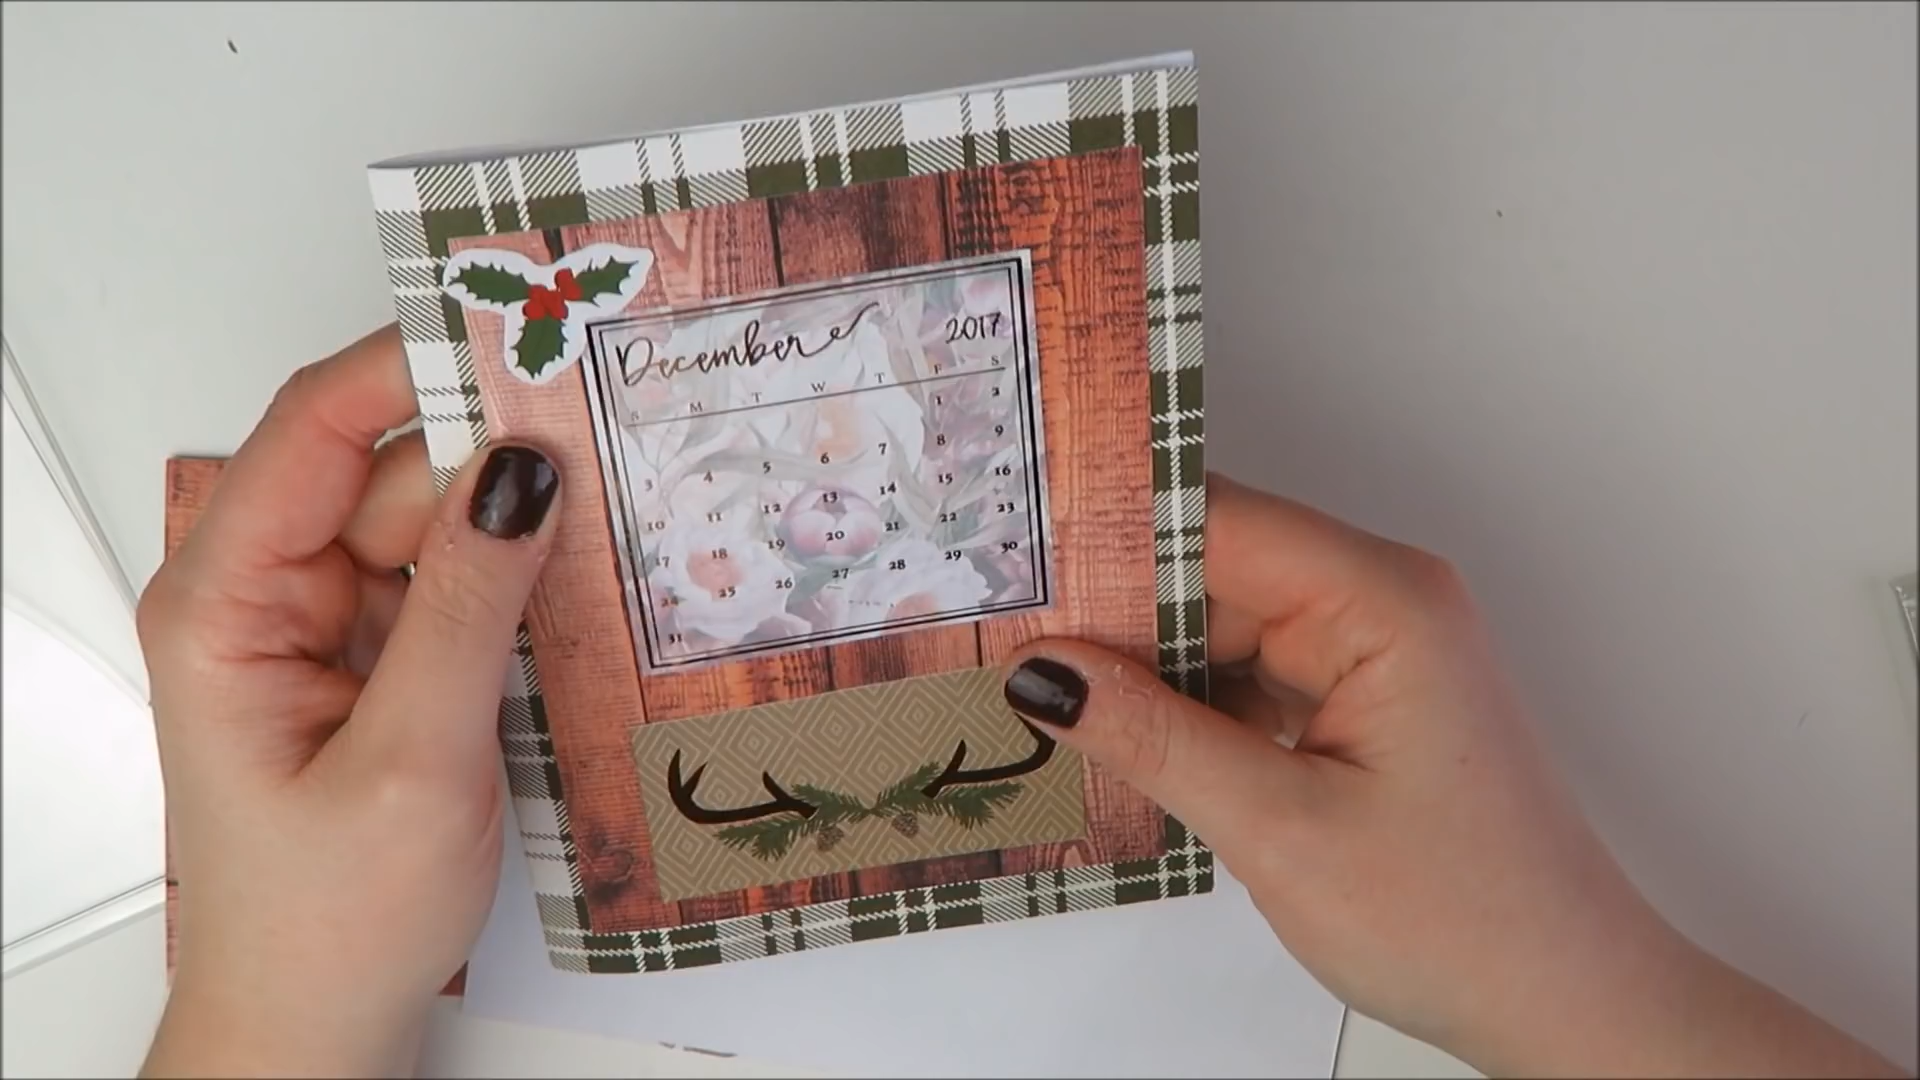 December 2017
S M T W T F S
1 2
3 4 5 6 7 8 9
10 11 12 13 14 15 16
17 18 19 20 21 22 23
24 25 26 27 28 29 30
31